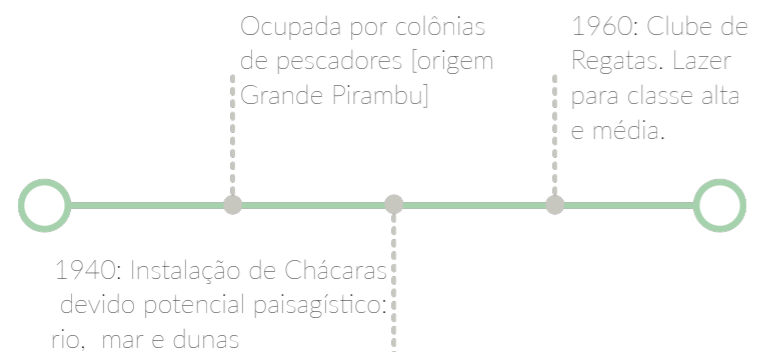 Ocupada por colônias
de pescadores [origem
Grande Pirambu]
1960: Clube de
Regatas. Lazer
para classe alta
e média.
1940: Instalação de Chácaras
devido potencial paisagístico:
rio, mar e dunas